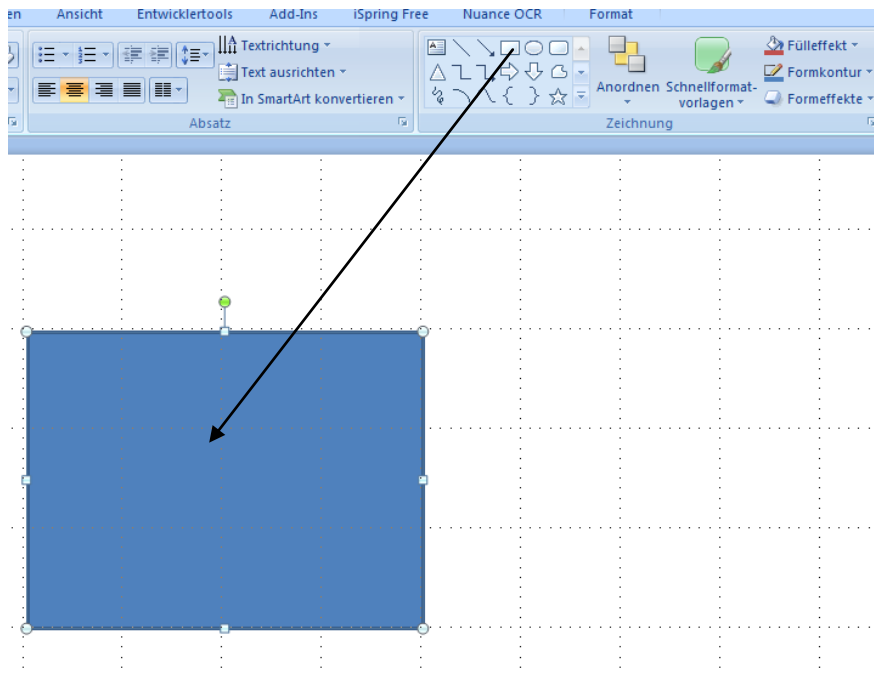 en Ansicht Entwicklertools Add-Ins iSpring Free Nuance OCR Format
Textrichtung
Text ausrichten
In SmartArt konvertieren
Absatz
Anordnen
Schnellformat-
vorlagen
Fülleffekt
Formkontur
Formeffekte
Zeichnung